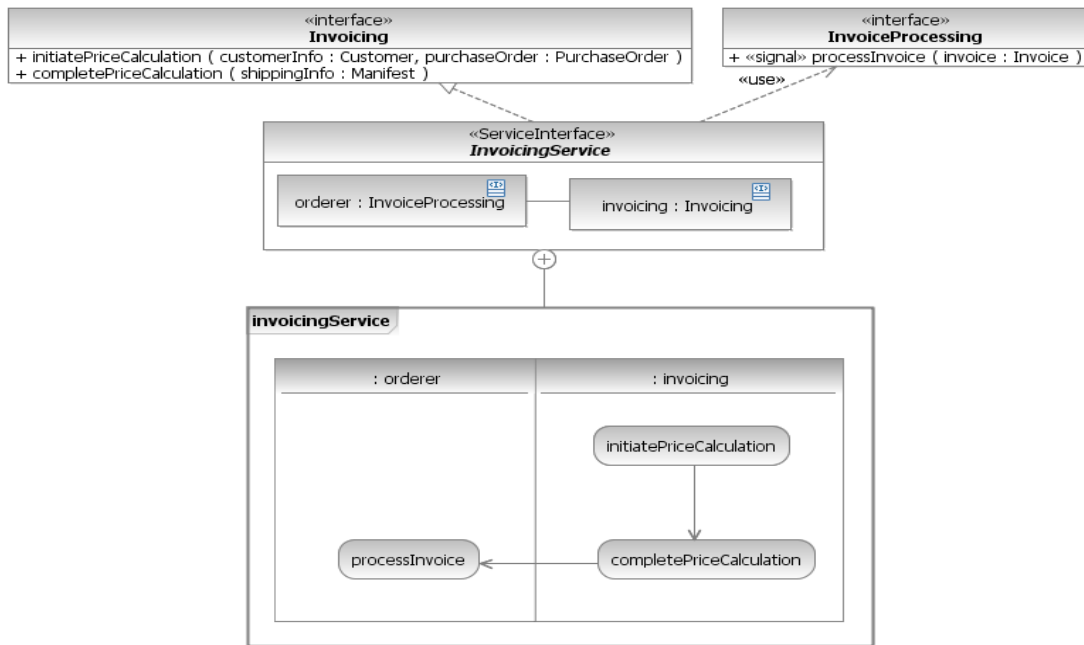 «interface»
Invoicing
+ initiatePriceCalculation ( customerInfo : Customer, purchaseOrder : PurchaseOrder )
+ completePriceCalculation ( shippingInfo : Manifest )
«interface»
InvoiceProcessing
+ «signal» processInvoice ( invoice : Invoice )
«use»
«ServiceInterface»
InvoicingService
orderer : InvoiceProcessing
invoicing : Invoicing
invoicingService
: orderer
: invoicing
initiatePriceCalculation
processInvoice
completePriceCalculation